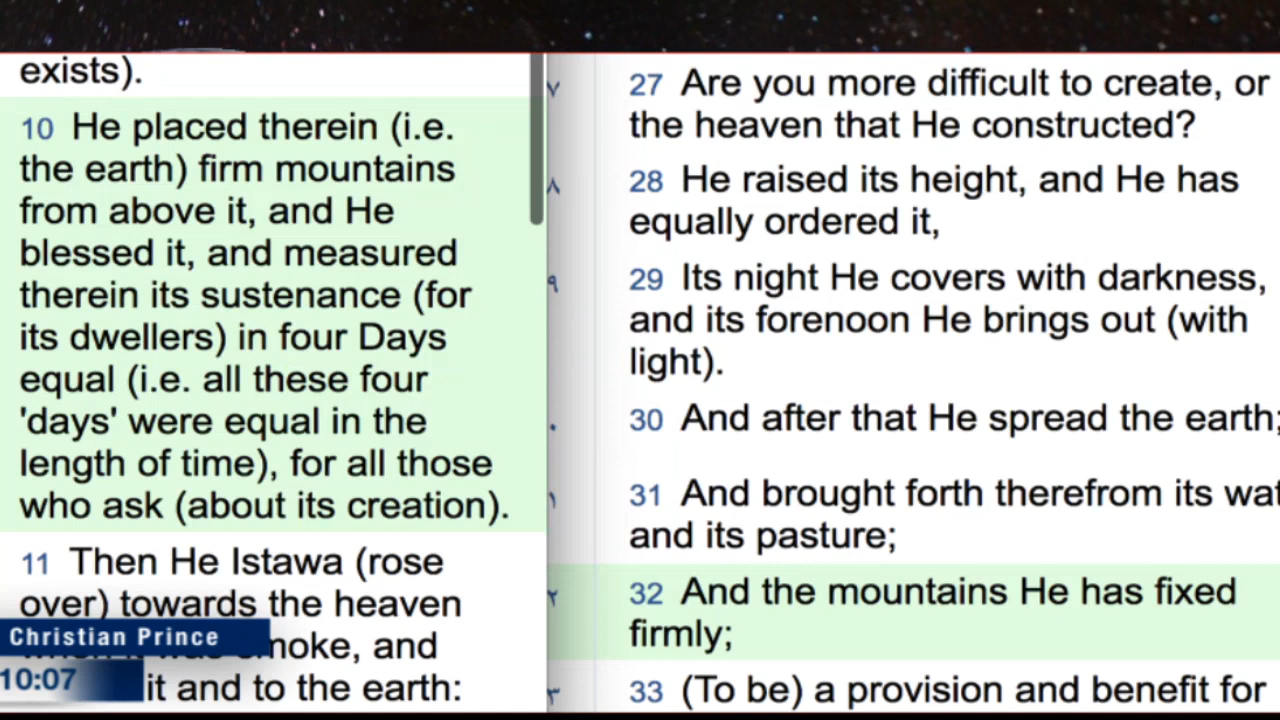 exists).
10 He placed therein (i.e.
the earth) firm mountains
from above it, and He
blessed it, and measured
therein its sustenance (for
its dwellers) in four Days
equal (i.e. all these four
'days' were equal in the
length of time), for all those
who ask (about its creation).
11 Then He Istawa (rose
over) towards the heaven
smoke, and
it and to the earth:
Christian Prince
10:07
27 Are you more difficult to create, or
the heaven that He constructed?
28 He raised its height, and He has
equally ordered it,
29 Its night He covers with darkness,
and its forenoon He brings out (with
light).
30 And after that He spread the earth;
31 And brought forth therefrom its
and its pasture;
32 And the mountains He has fixed
firmly;
33 (To be) a provision and benefit for